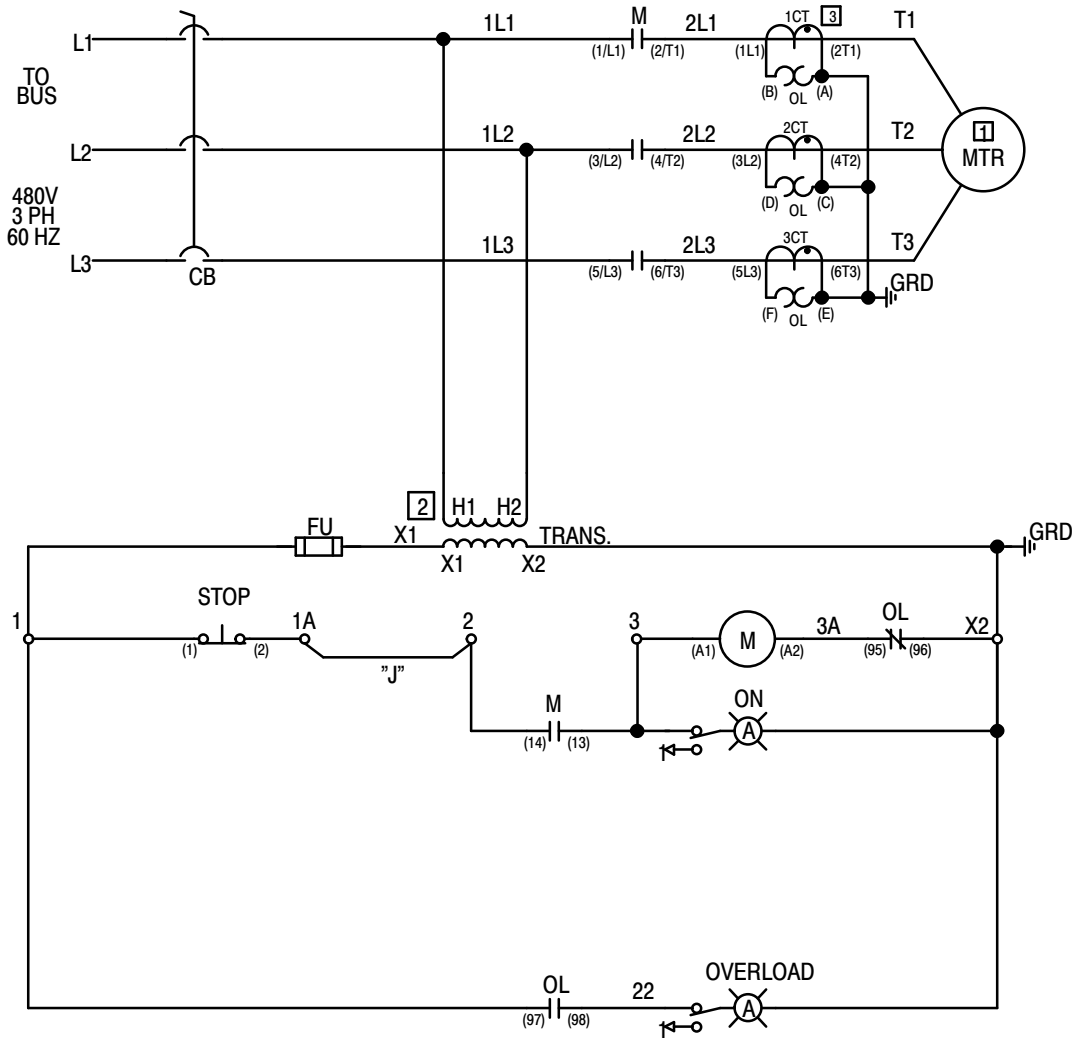 L1
1L1
M
2L1
1CT
3
T1
(1/L1)
(2/T1)
(1L1)
(2T1)
TO
BUS
(B)
OL
(A)
L2
1L2
2L2
2CT
T2
1
MTR
(3/L2)
(4/T2)
(3L2)
(4T2)
480V
3 PH
60 HZ
(D)
OL
(C)
L3
CB
1L3
2L3
3CT
T3
(5/L3)
(6/T3)
(5L3)
(6T3)
GRD
(F)
OL
(E)
2
H1
H2
FU
X1
TRANS.
GRD
X1
X2
STOP
1
1A
2
3
3A
OL
X2
(1)
(2)
(A1)
M
(A2)
(95)
(96)
"J"
M
ON
(14)
(13)
A
OVERLOAD
OL
22
(97)
(98)
A